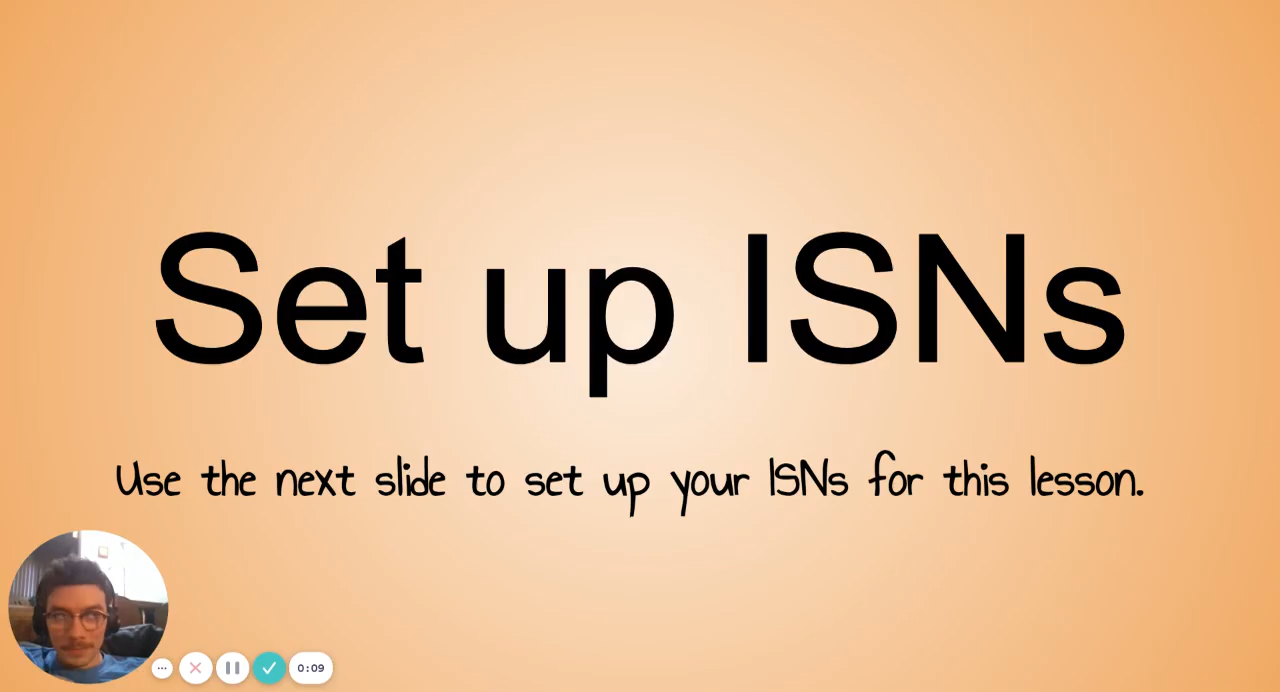 Set up ISNs
Use the next slide to set up your ISNs for this lesson.
0:09